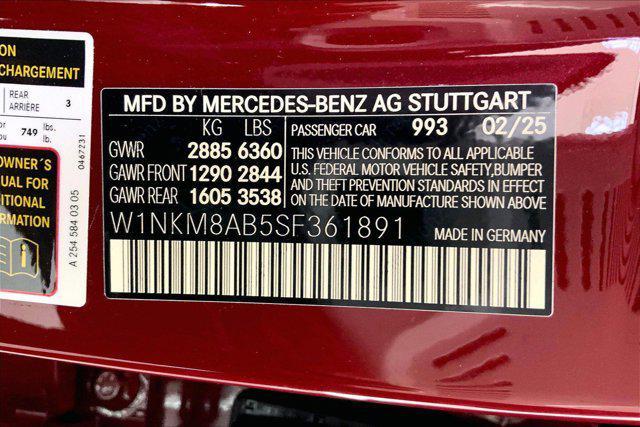 ON
CHARGEMENT
REAR
ARRIÈRE 3
or
ou 749 lbs.
lb.
OWNER´S
UAL FOR
DITIONAL
RMATION
A 254 584 03 05
0467231
MFD BY MERCEDES-BENZ AG STUTTGART
KG LBS
GVWR 2885 6360
GAWR FRONT 1290 2844
GAWR REAR 1605 3538
PASSENGER CAR 993 02/25
THIS VEHICLE CONFORMS TO ALL APPLICABLE
U.S. FEDERAL MOTOR VEHICLE SAFETY,BUMPER
AND THEFT PREVENTION STANDARDS IN EFFECT
ON THE DATE OF MANUFACTURE SHOWN ABOVE
W1NKM8AB5SF361891 MADE IN GERMANY